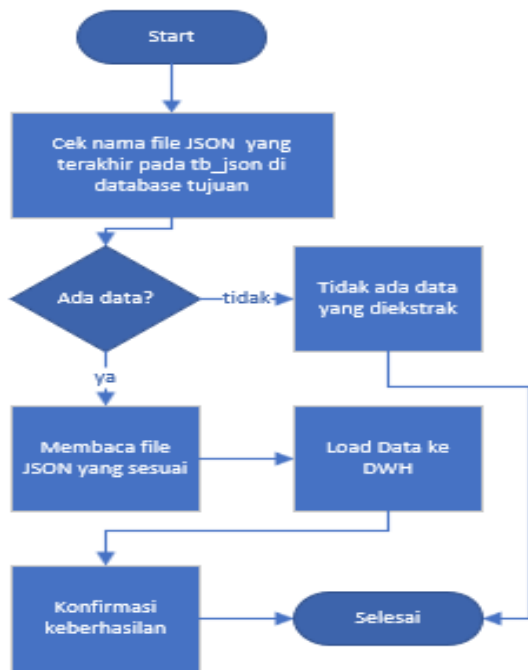 Start
Cek nama file JSON yang
terakhir pada tb_json di
database tujuan
Ada data?
tidak
Tidak ada data
yang diekstrak
ya
Membaca file
JSON yang sesuai
Load Data ke
DWH
Konfirmasi
keberhasilan
Selesai